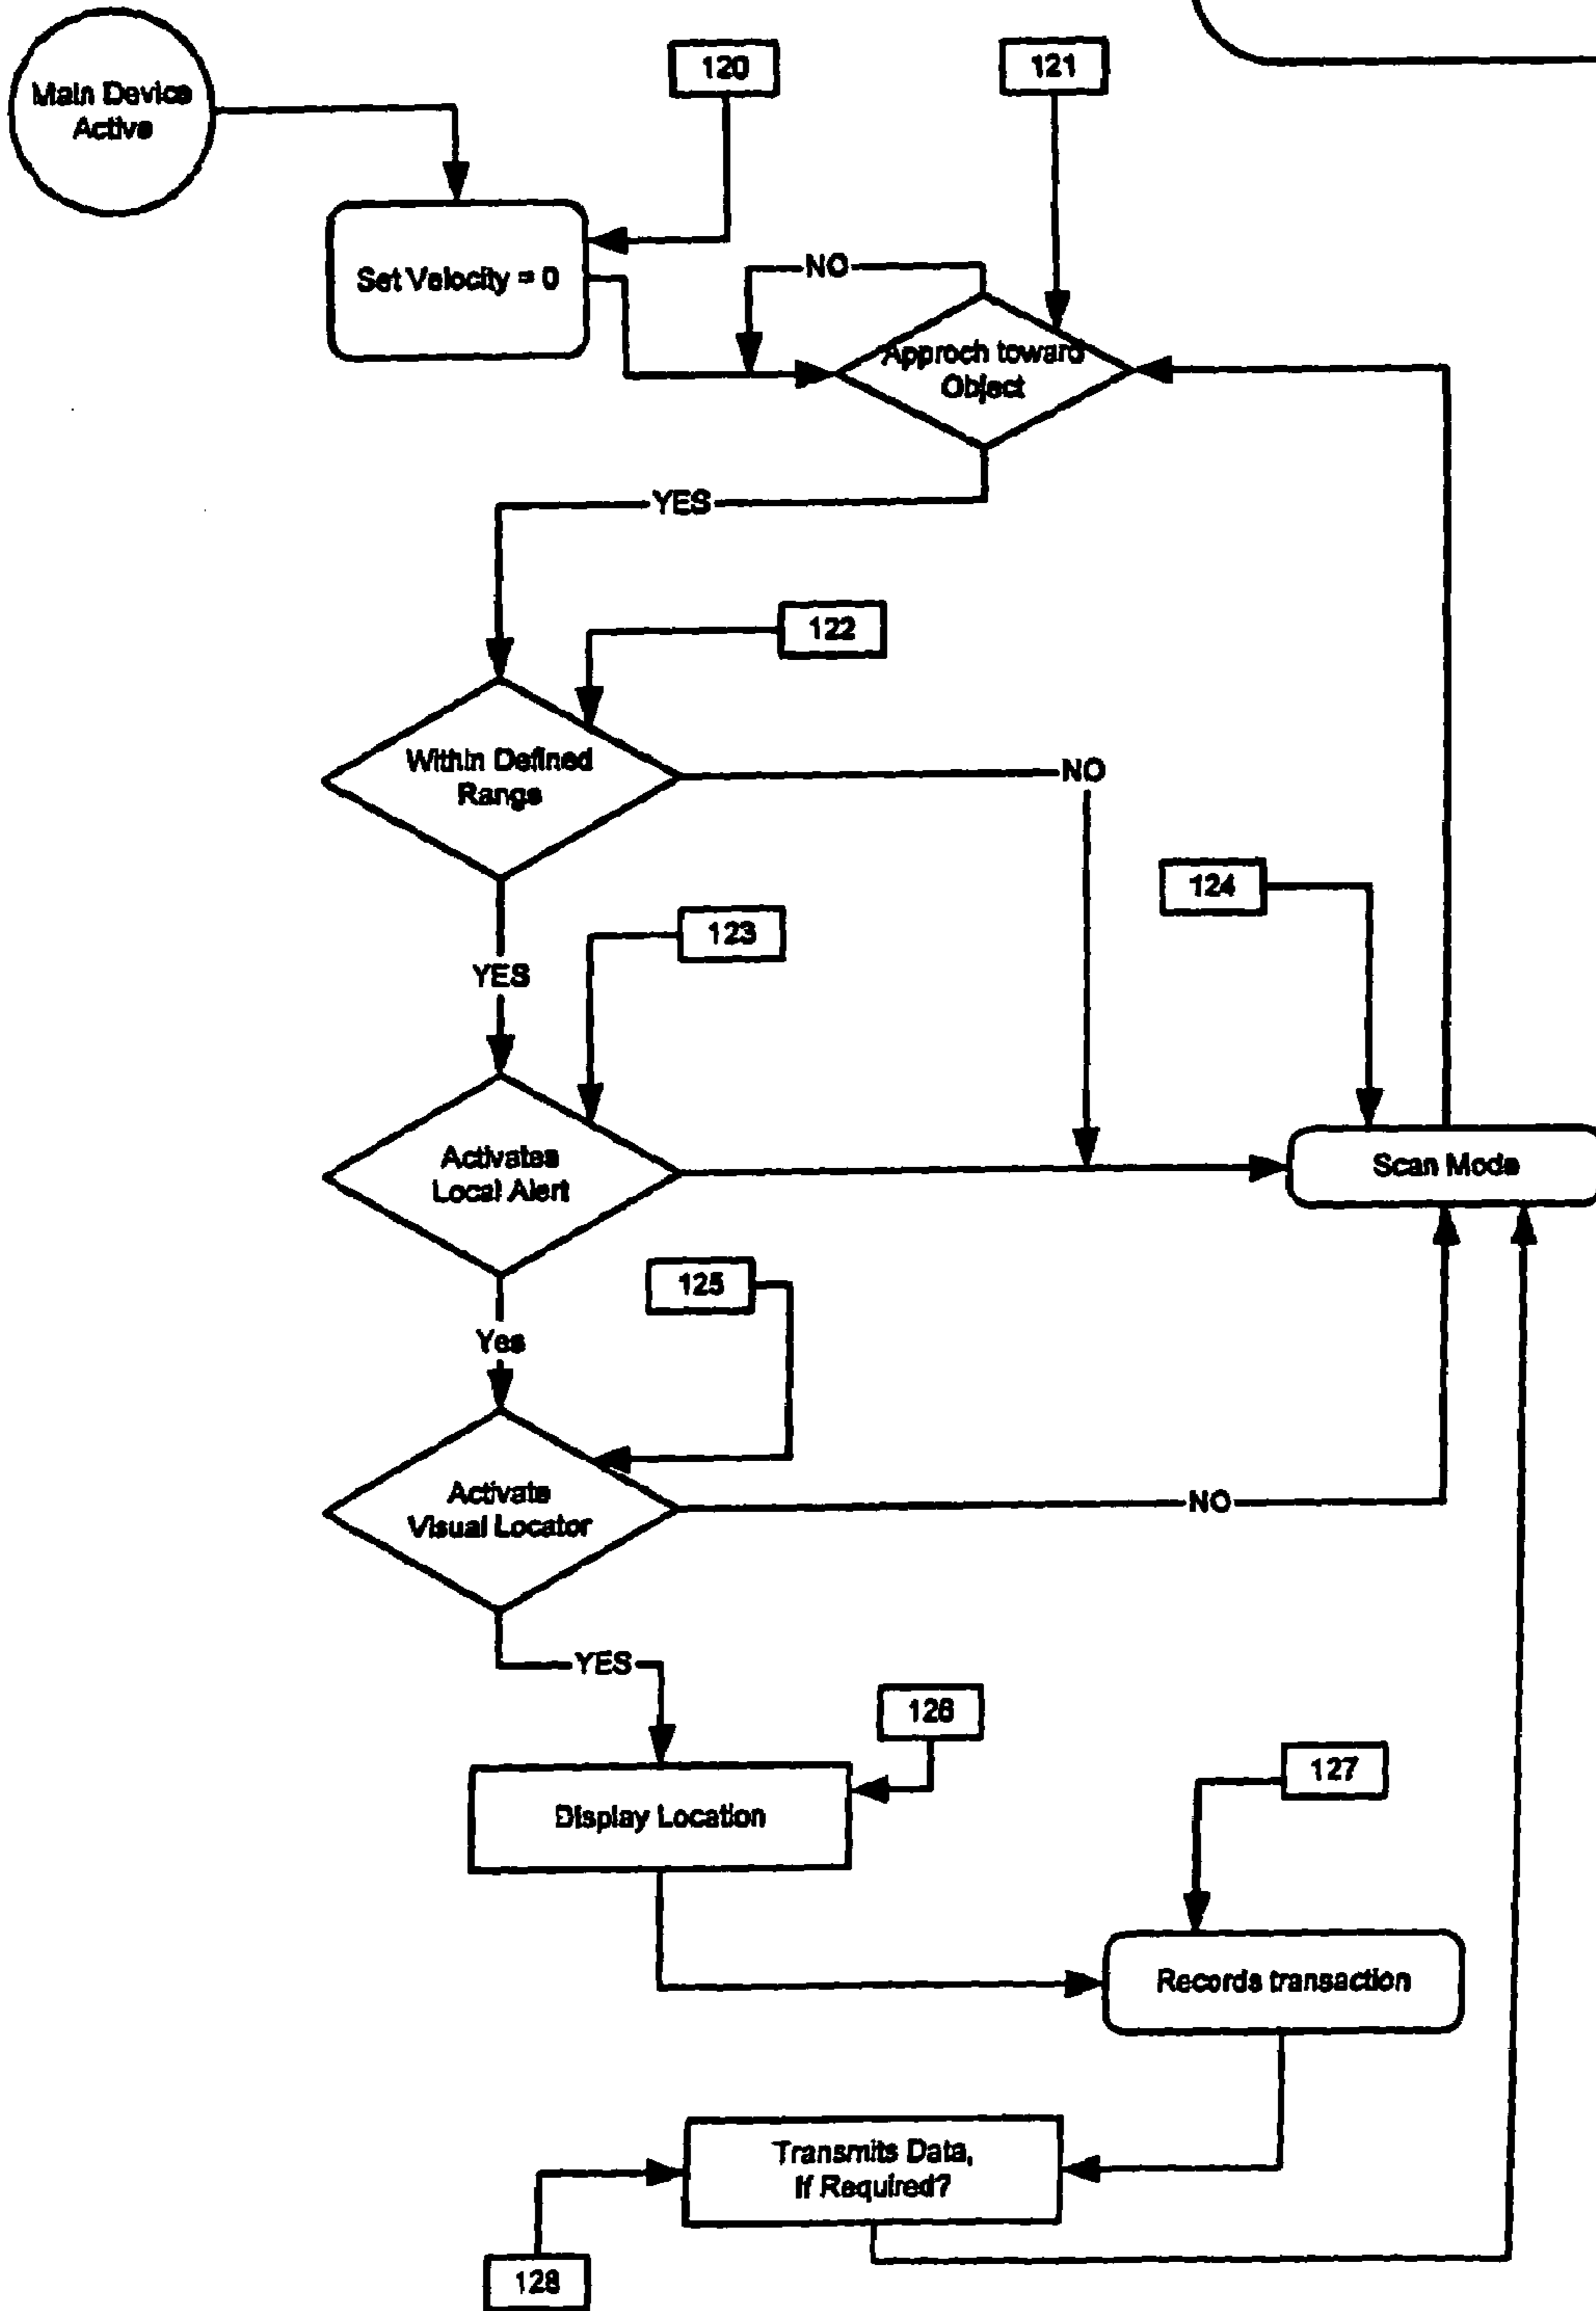 Main Device
Active
120
121
Set Velocity = 0
NO
Approch toward
Object
YES
122
Within Defined
Range
NO
124
123
YES
Activates
Local Alert
Scan Mode
125
Yes
Activate
Visual Locator
NO
YES
126
127
Display Location
Records transaction
Transmits Data,
If Required?
128